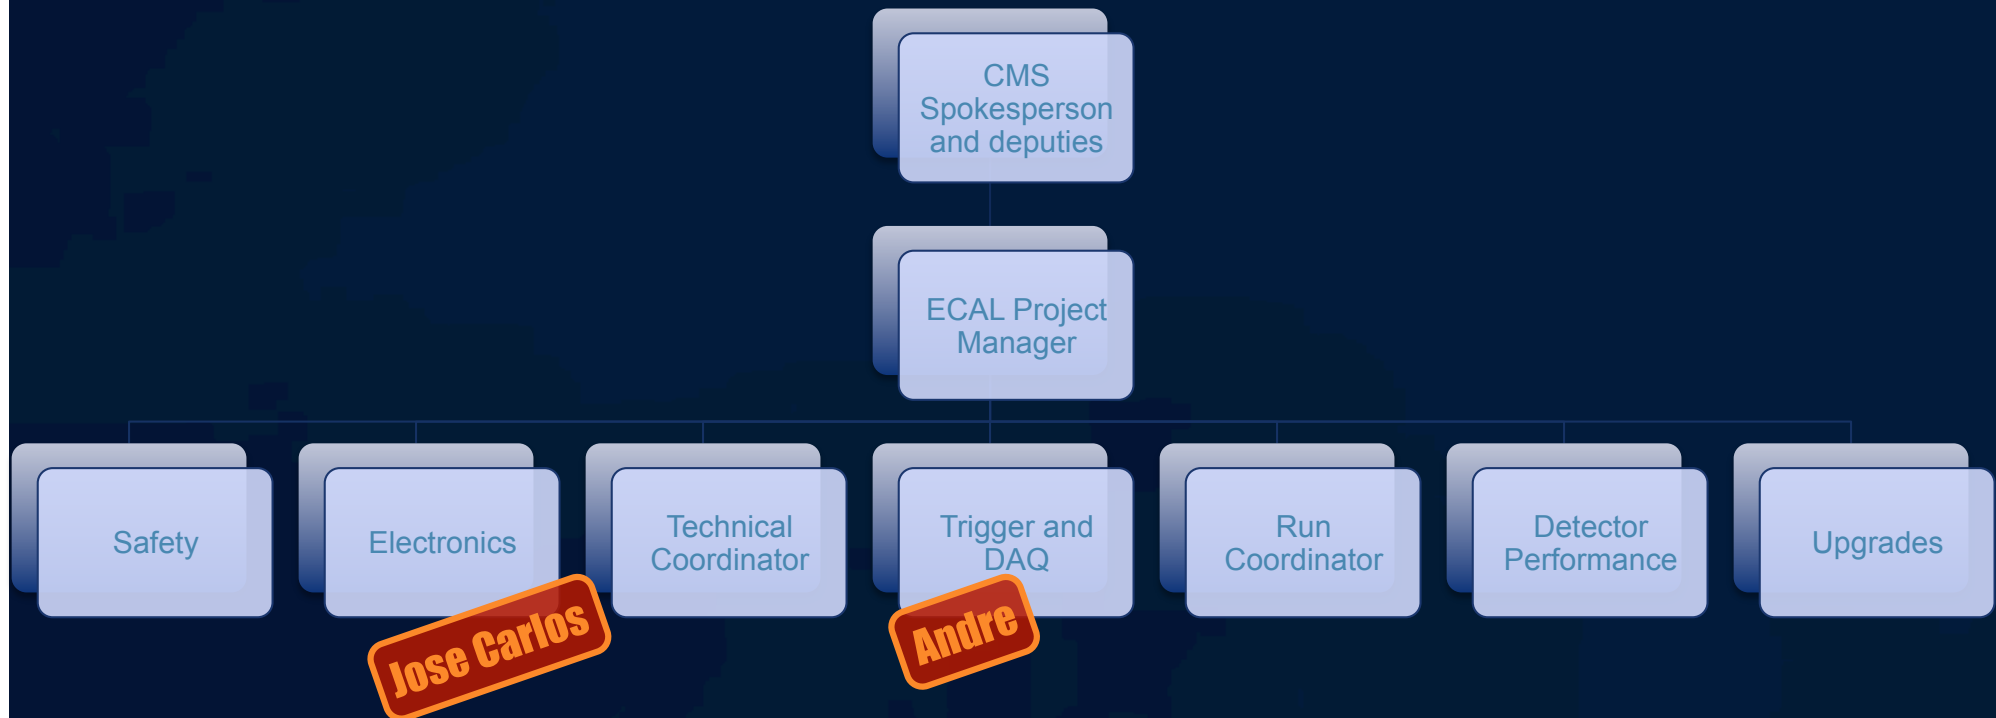 CMS
Spokesperson
and deputies
ECAL Project
Manager
Safety
Electronics
Technical
Coordinator
Trigger and
DAQ
Run
Coordinator
Detector
Performance
Upgrades
Jose Carlos
Andre